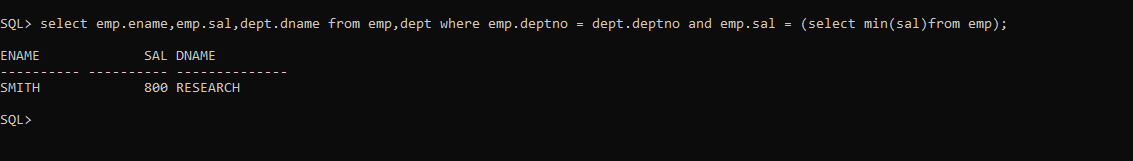 SQL> select emp.ename,emp.sal,dept.dname from emp,dept where emp.deptno = dept.deptno and emp.sal = (select min(sal)from emp);
ENAME             SAL DNAME
---------- ---------- --------------
SMITH             800 RESEARCH
SQL>